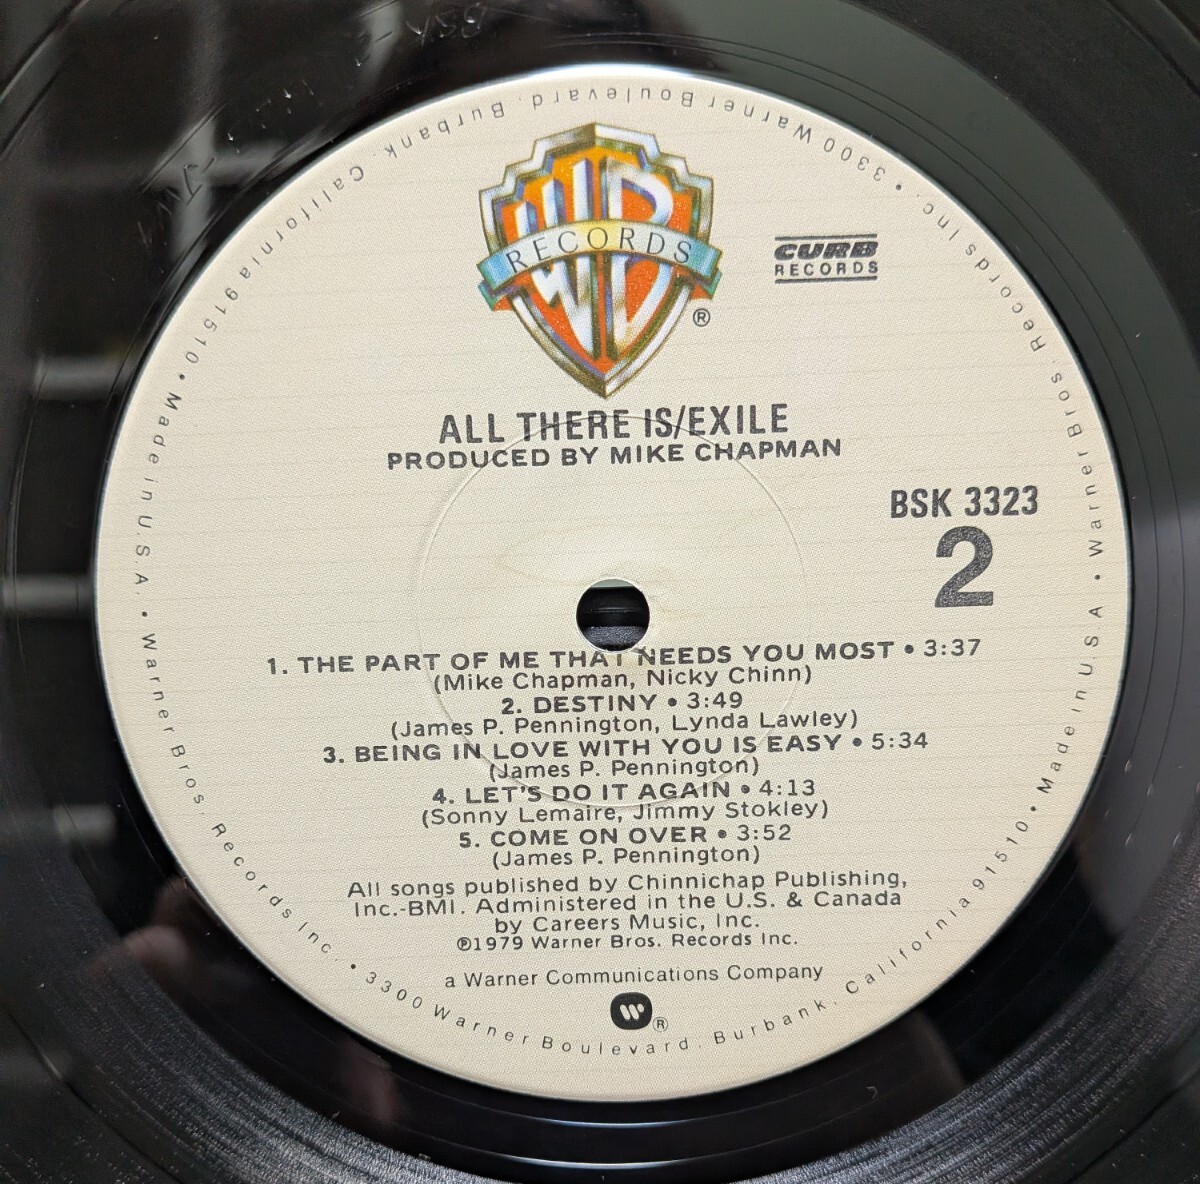 WB
RECORDS
®
CURB
RECORDS
ALL THERE IS/EXILE
PRODUCED BY MIKE CHAPMAN
BSK 3323
2
1. THE PART OF ME THAT NEEDS YOU MOST • 3:37
(Mike Chapman, Nicky Chinn)
2. DESTINY • 3:49
(James P. Pennington, Lynda Lawley)
3. BEING IN LOVE WITH YOU IS EASY • 5:34
(James P. Pennington)
4. LET'S DO IT AGAIN • 4:13
(Sonny Lemaire, Jimmy Stokley)
5. COME ON OVER • 3:52
(James P. Pennington)
All songs published by Chinnichap Publishing,
Inc.-BMI. Administered in the U.S. & Canada
by Careers Music, Inc.
℗1979 Warner Bros. Records Inc.
a Warner Communications Company
®
Warner Bros. Records Inc. • 3300 Warner Boulevard, Burbank, California 91510 • Made in U.S.A. • Warner Bros. Records Inc. • 3300 Warner Boulevard, Burbank, California 91510 • Made in U.S.A •